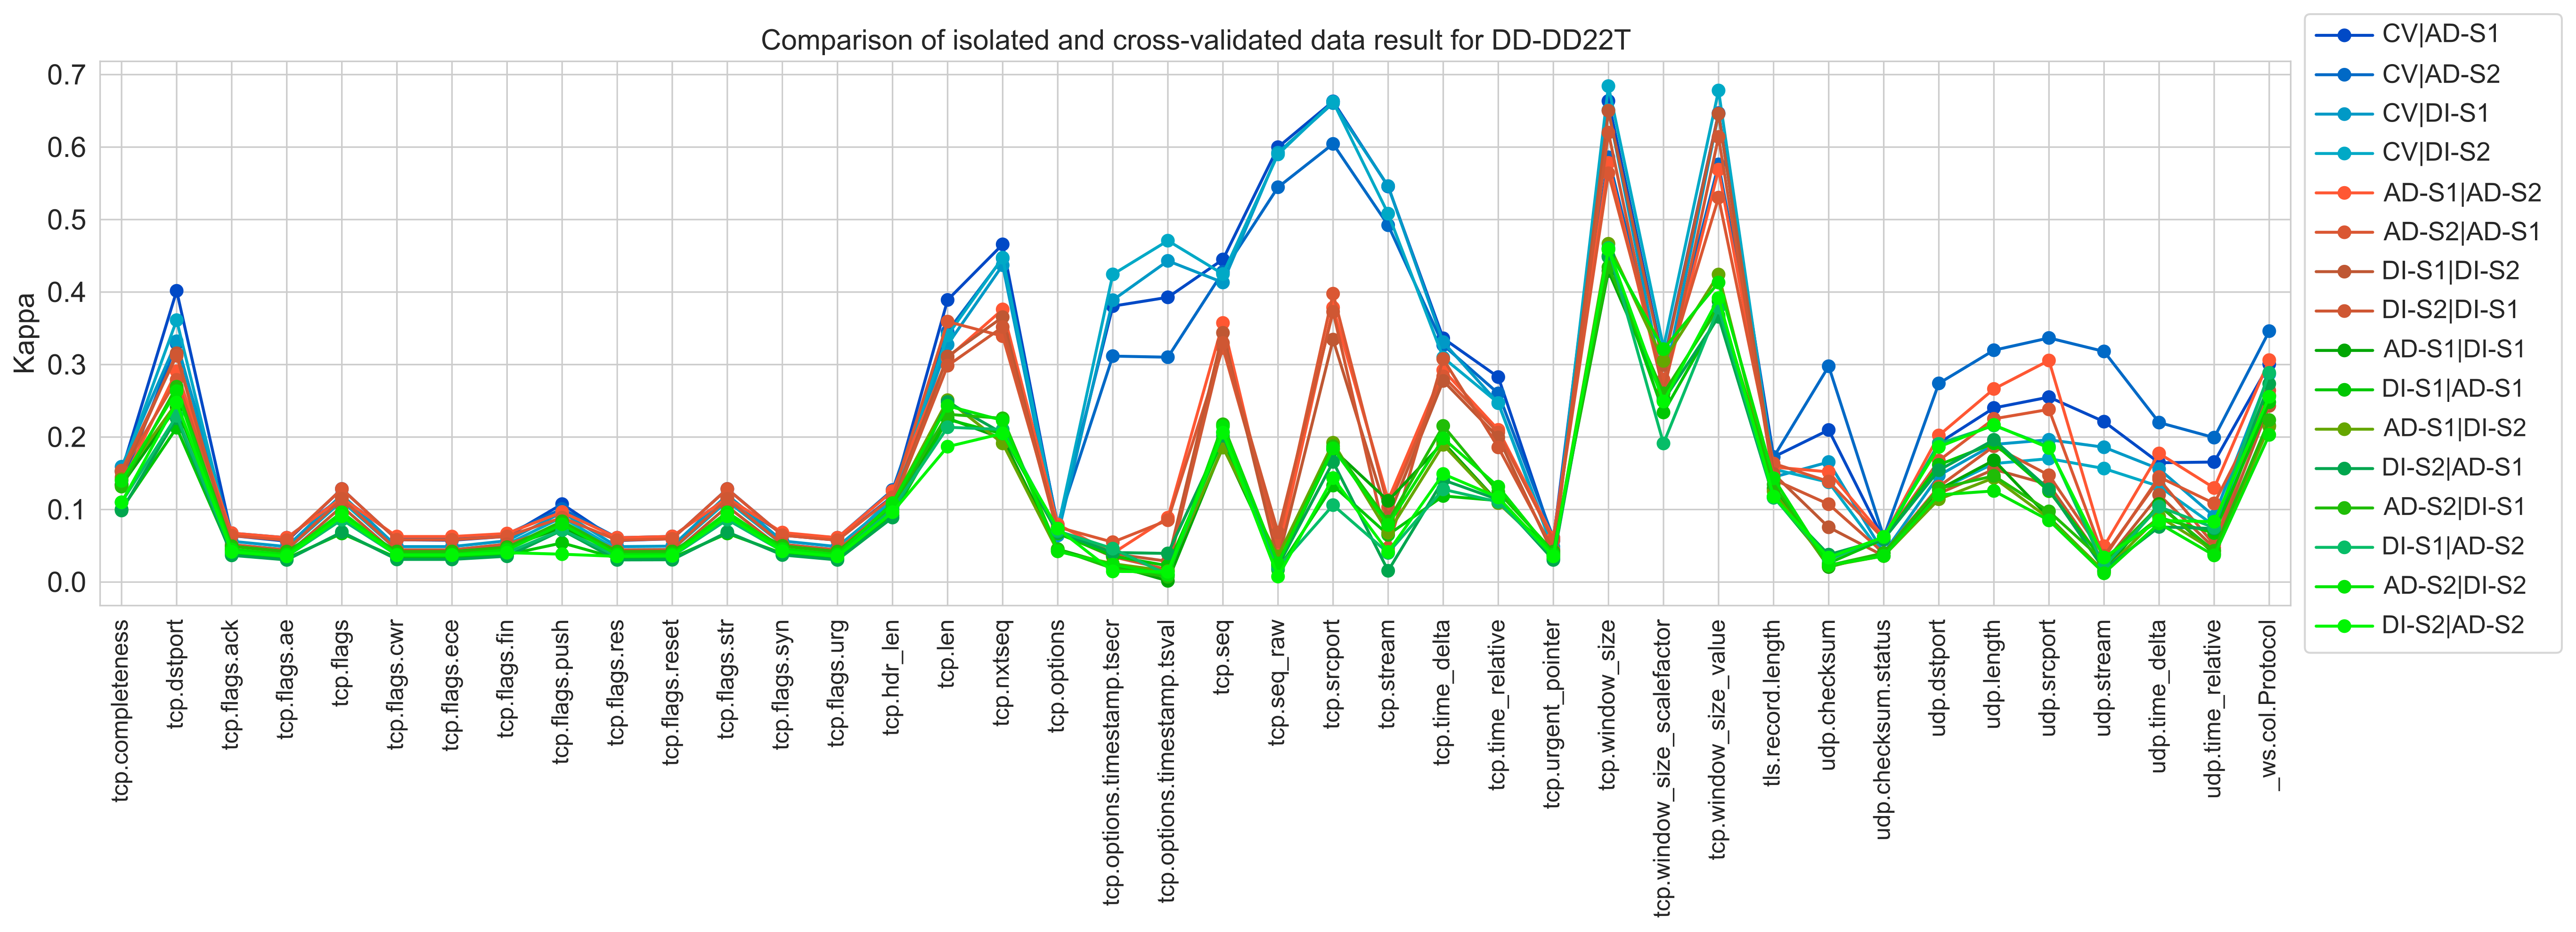 Comparison of isolated and cross-validated data result for DD-DD22T
Kappa
0.7
0.6
0.5
0.4
0.3
0.2
0.1
0.0
tcp.completeness
tcp.dstport
tcp.flags.ack
tcp.flags.ae
tcp.flags
tcp.flags.cwr
tcp.flags.ece
tcp.flags.fin
tcp.flags.push
tcp.flags.res
tcp.flags.reset
tcp.flags.str
tcp.flags.syn
tcp.flags.urg
tcp.hdr_len
tcp.len
tcp.nxtseq
tcp.options
tcp.options.timestamp.tsecr
tcp.options.timestamp.tsval
tcp.seq
tcp.seq_raw
tcp.srcport
tcp.stream
tcp.time_delta
tcp.time_relative
tcp.urgent_pointer
tcp.window_size
tcp.window_size_scalefactor
tcp.window_size_value
tls.record.length
udp.checksum
udp.checksum.status
udp.dstport
udp.length
udp.srcport
udp.stream
udp.time_delta
udp.time_relative
_ws.col.Protocol
CV|AD-S1
CV|AD-S2
CV|DI-S1
CV|DI-S2
AD-S1|AD-S2
AD-S2|AD-S1
DI-S1|DI-S2
DI-S2|DI-S1
AD-S1|DI-S1
DI-S1|AD-S1
AD-S1|DI-S2
DI-S2|AD-S1
AD-S2|DI-S1
DI-S1|AD-S2
AD-S2|DI-S2
DI-S2|AD-S2